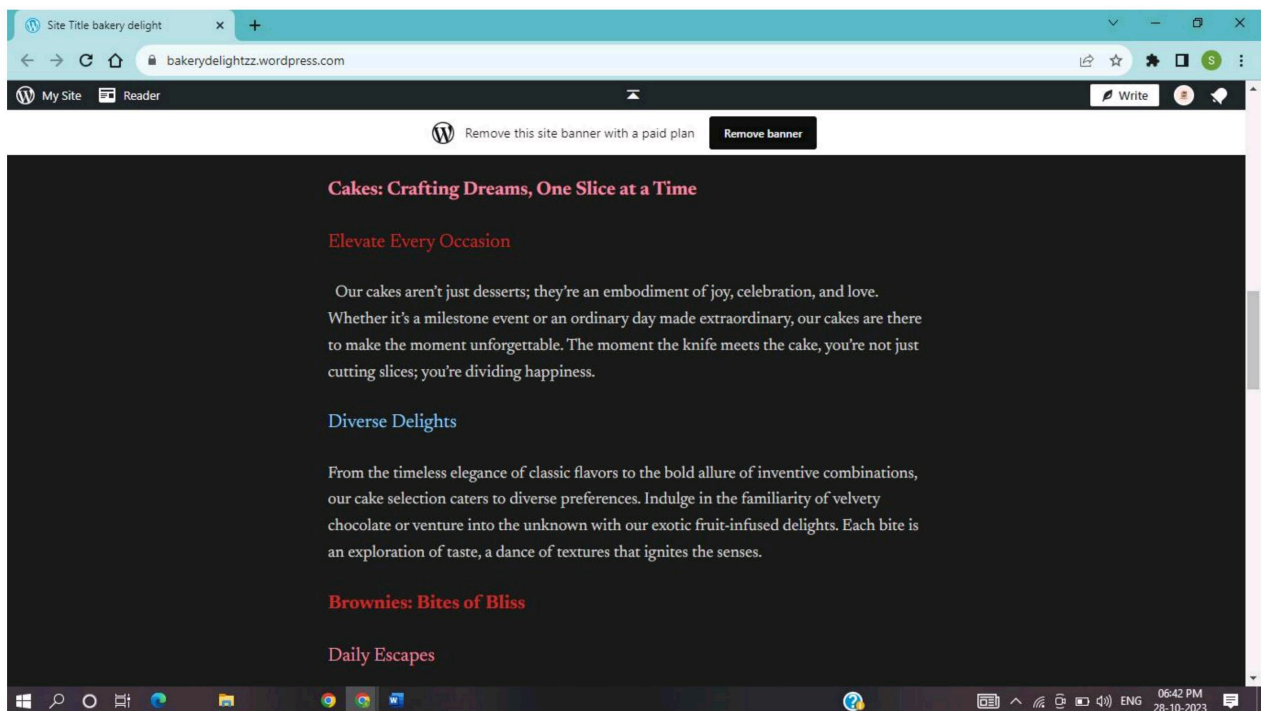 Site Title bakery delight
bakerydelightzz.wordpress.com
S
My Site Reader Write
Remove this site banner with a paid plan Remove banner
Cakes: Crafting Dreams, One Slice at a Time
Elevate Every Occasion
Our cakes aren’t just desserts; they’re an embodiment of joy, celebration, and love.
Whether it’s a milestone event or an ordinary day made extraordinary, our cakes are there
to make the moment unforgettable. The moment the knife meets the cake, you’re not just
cutting slices; you’re dividing happiness.
Diverse Delights
From the timeless elegance of classic flavors to the bold allure of inventive combinations,
our cake selection caters to diverse preferences. Indulge in the familiarity of velvety
chocolate or venture into the unknown with our exotic fruit-infused delights. Each bite is
an exploration of taste, a dance of textures that ignites the senses.
Brownies: Bites of Bliss
Daily Escapes
ENG
06:42 PM
28-10-2023